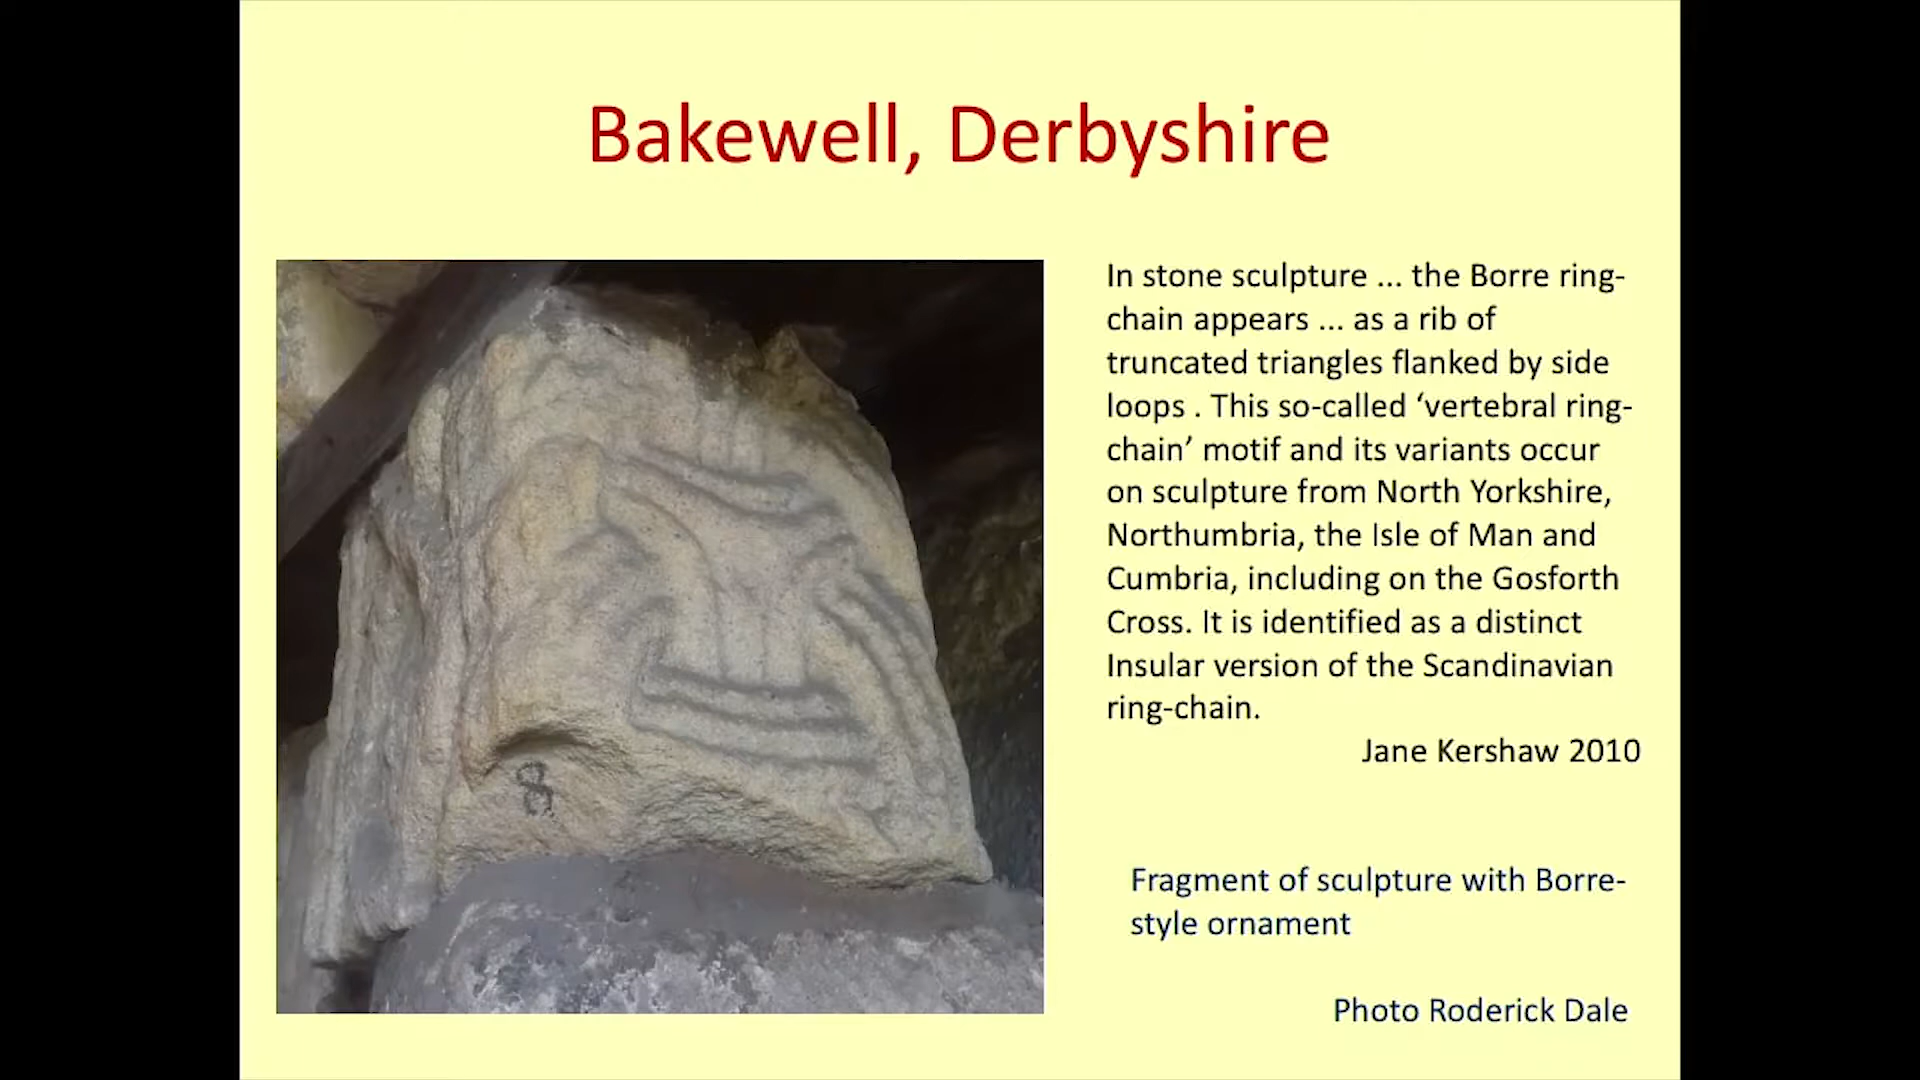 Bakewell, Derbyshire
In stone sculpture ... the Borre ring-
chain appears ... as a rib of
truncated triangles flanked by side
loops . This so-called ‘vertebral ring-
chain’ motif and its variants occur
on sculpture from North Yorkshire,
Northumbria, the Isle of Man and
Cumbria, including on the Gosforth
Cross. It is identified as a distinct
Insular version of the Scandinavian
ring-chain.
Jane Kershaw 2010
8
Fragment of sculpture with Borre-
style ornament
Photo Roderick Dale